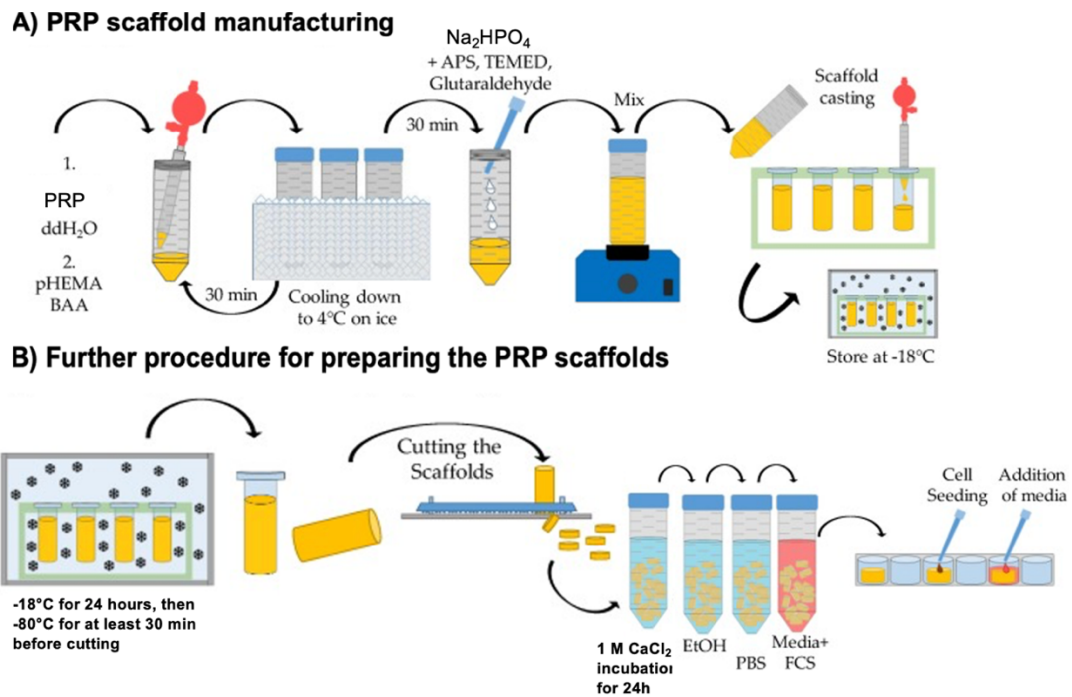 A) PRP scaffold manufacturing
Na₂HPO₄
+ APS, TEMED,
Glutaraldehyde
Scaffold
casting
Mix
30 min
1.
PRP
ddH₂O
2.
pHEMA
BAA
30 min
Cooling down
to 4°C on ice
Store at -18°C
B) Further procedure for preparing the PRP scaffolds
Cutting the
Scaffolds
Cell
Seeding
Addition
of media
-18°C for 24 hours, then
-80°C for at least 30 min
before cutting
1 M CaCl₂
incubation
for 24h
EtOH
PBS
Media+
FCS